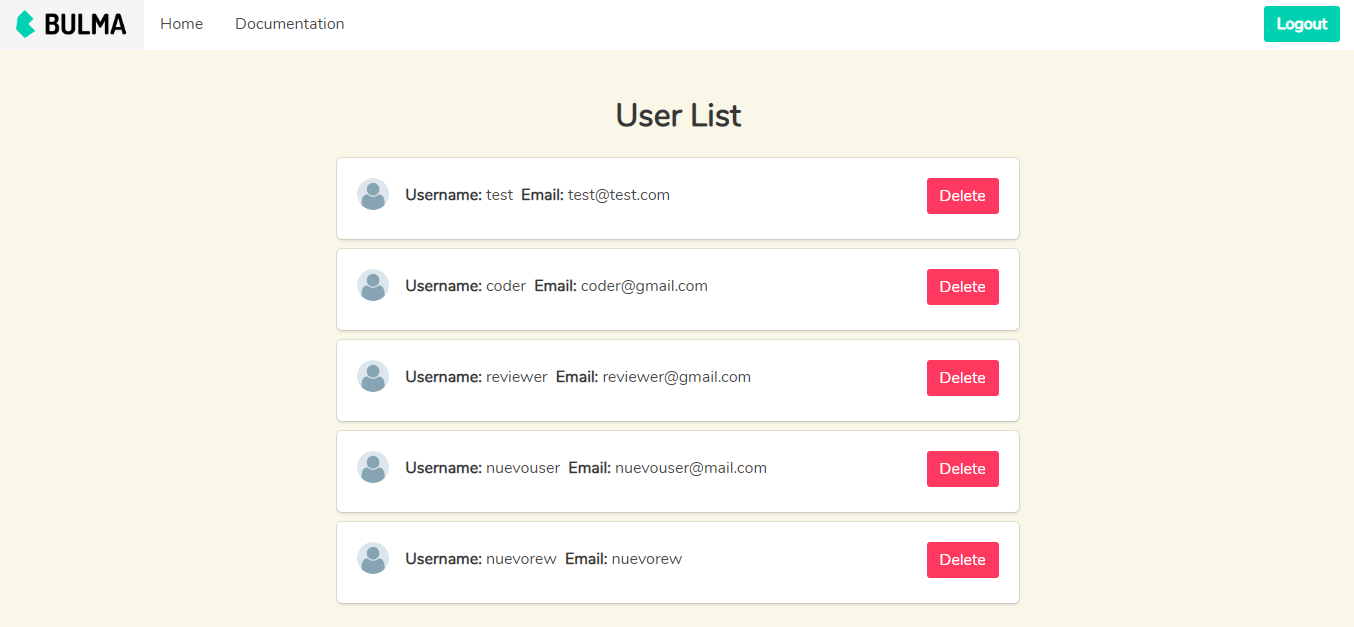 BULMA Home Documentation Logout
User List
Username: test Email: test@test.com Delete
Username: coder Email: coder@gmail.com Delete
Username: reviewer Email: reviewer@gmail.com Delete
Username: nuevouser Email: nuevouser@mail.com Delete
Username: nuevorew Email: nuevorew Delete